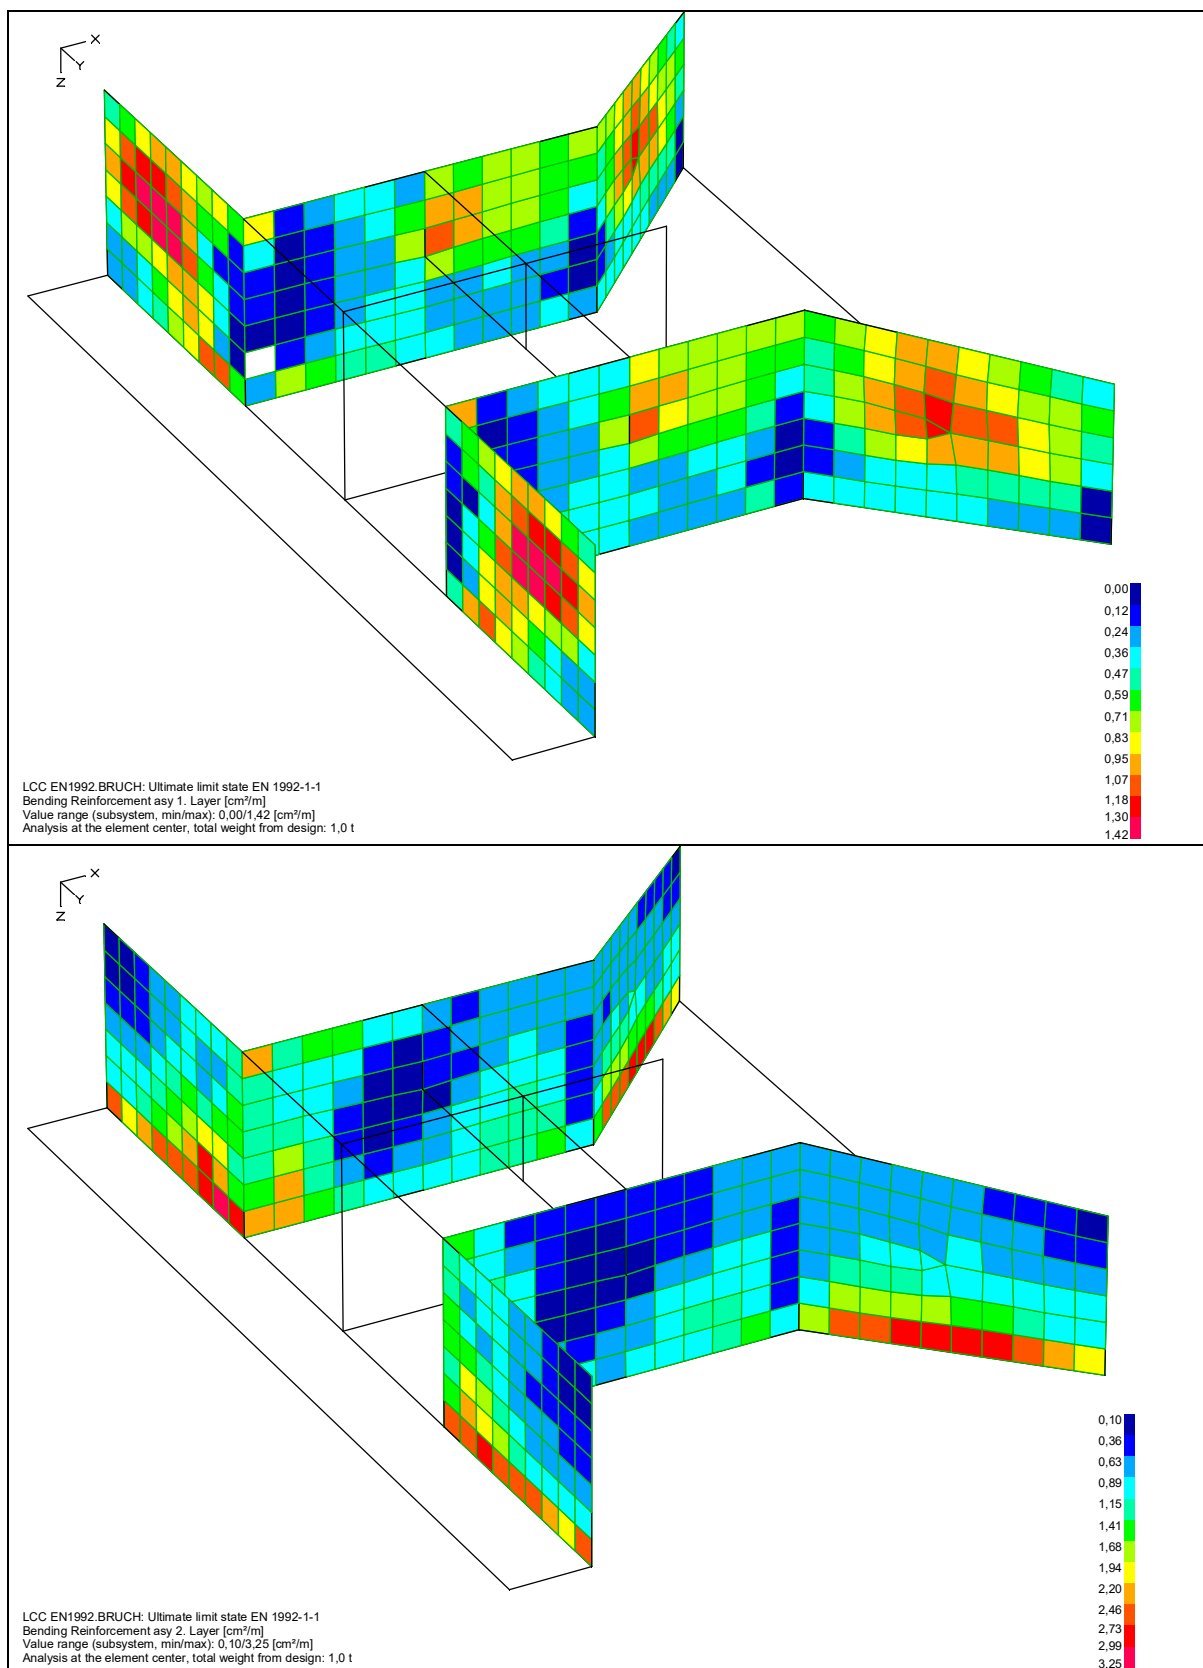 X
Y
Z
0,00
0,12
0,24
0,36
0,47
0,59
0,71
0,83
0,95
1,07
1,18
1,30
1,42
LCC EN1992.BRUCH: Ultimate limit state EN 1992-1-1
Bending Reinforcement asy 1. Layer [cm²/m]
Value range (subsystem, min/max): 0,00/1,42 [cm²/m]
Analysis at the element center, total weight from design: 1,0 t
X
Y
Z
0,10
0,36
0,63
0,89
1,15
1,41
1,68
1,94
2,20
2,46
2,73
2,99
3,25
LCC EN1992.BRUCH: Ultimate limit state EN 1992-1-1
Bending Reinforcement asy 2. Layer [cm²/m]
Value range (subsystem, min/max): 0,10/3,25 [cm²/m]
Analysis at the element center, total weight from design: 1,0 t